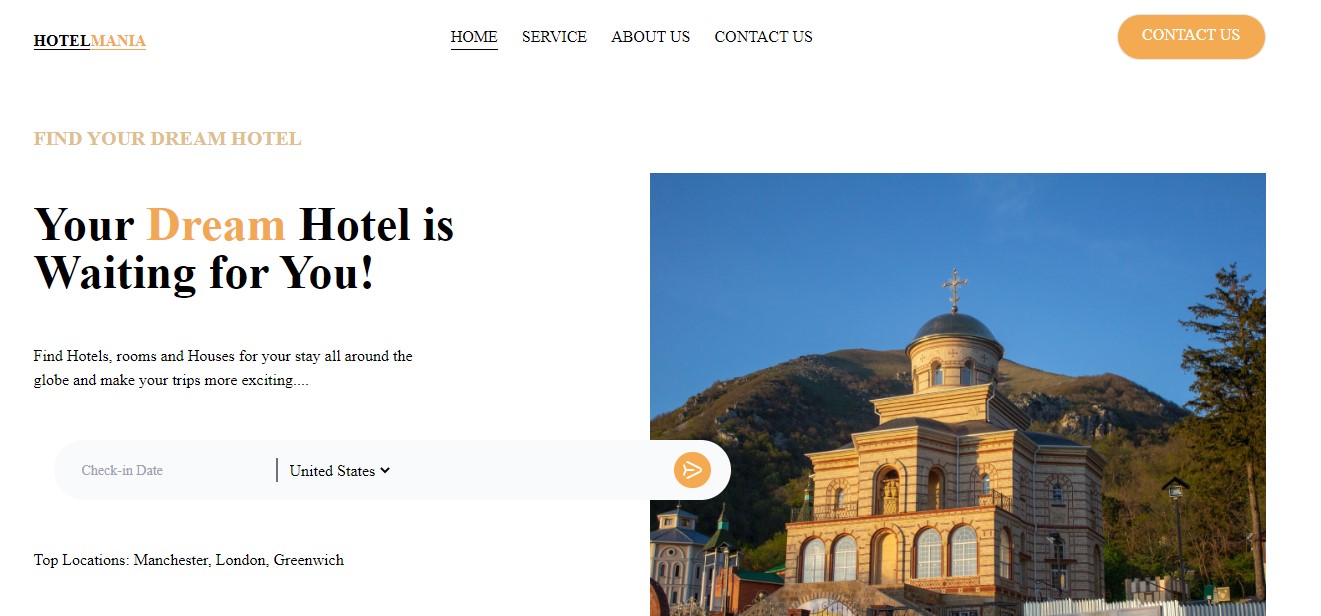 HOTELMANIA
HOME SERVICE ABOUT US CONTACT US
CONTACT US
FIND YOUR DREAM HOTEL
Your Dream Hotel is
Waiting for You!
Find Hotels, rooms and Houses for your stay all around the
globe and make your trips more exciting....
Check-in Date
United States
Top Locations: Manchester, London, Greenwich